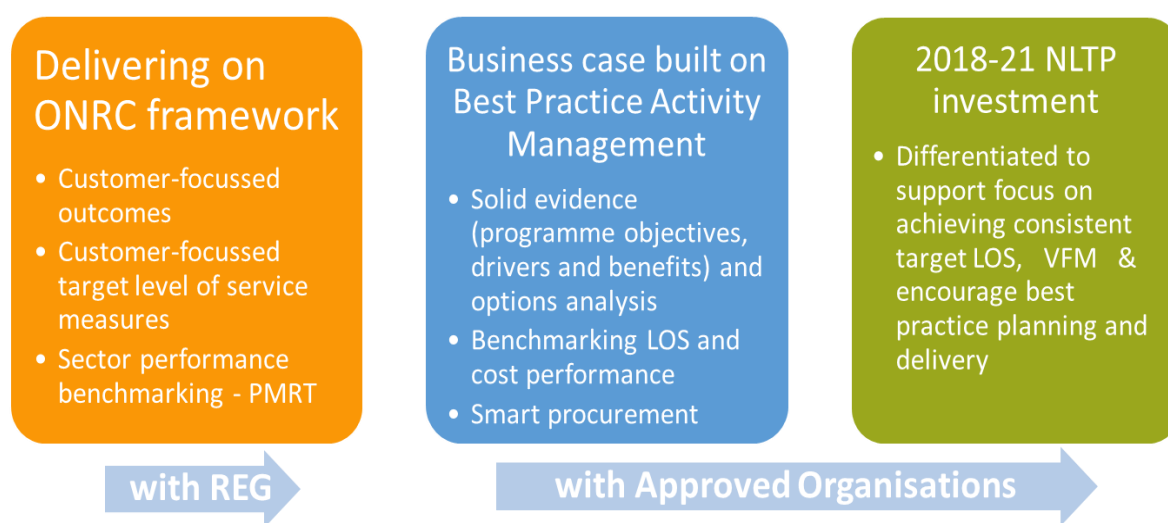 Delivering on
ONRC framework
• Customer-focussed
outcomes
• Customer-focussed
target level of service
measures
• Sector performance
benchmarking - PMRT
Business case built on
Best Practice Activity
Management
• Solid evidence
(programme objectives,
drivers and benefits) and
options analysis
• Benchmarking LOS and
cost performance
• Smart procurement
2018-21 NLTP
investment
• Differentiated to
support focus on
achieving consistent
target LOS, VFM &
encourage best
practice planning and
delivery
with REG
with Approved Organisations